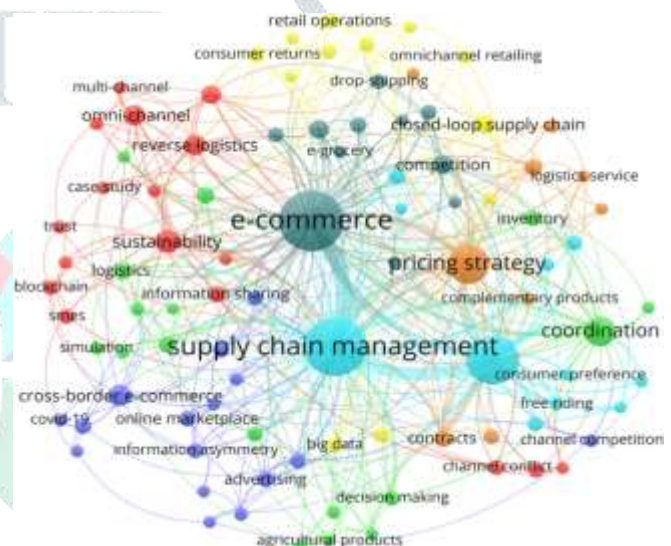 retail operations
consumer returns
omnichannel retailing
drop-shipping
multi-channel
omni-channel
closed-loop supply chain
reverse logistics
e-grocery
competition
logistics service
case study
e-commerce
inventory
trust
sustainability
pricing strategy
logistics
blockchain
information sharing
complementary products
smes
coordination
simulation
supply chain management
consumer preference
cross-border e-commerce
free riding
covid-19
online marketplace
big data
contracts
channel competition
information asymmetry
channel conflict
advertising
decision making
agricultural products